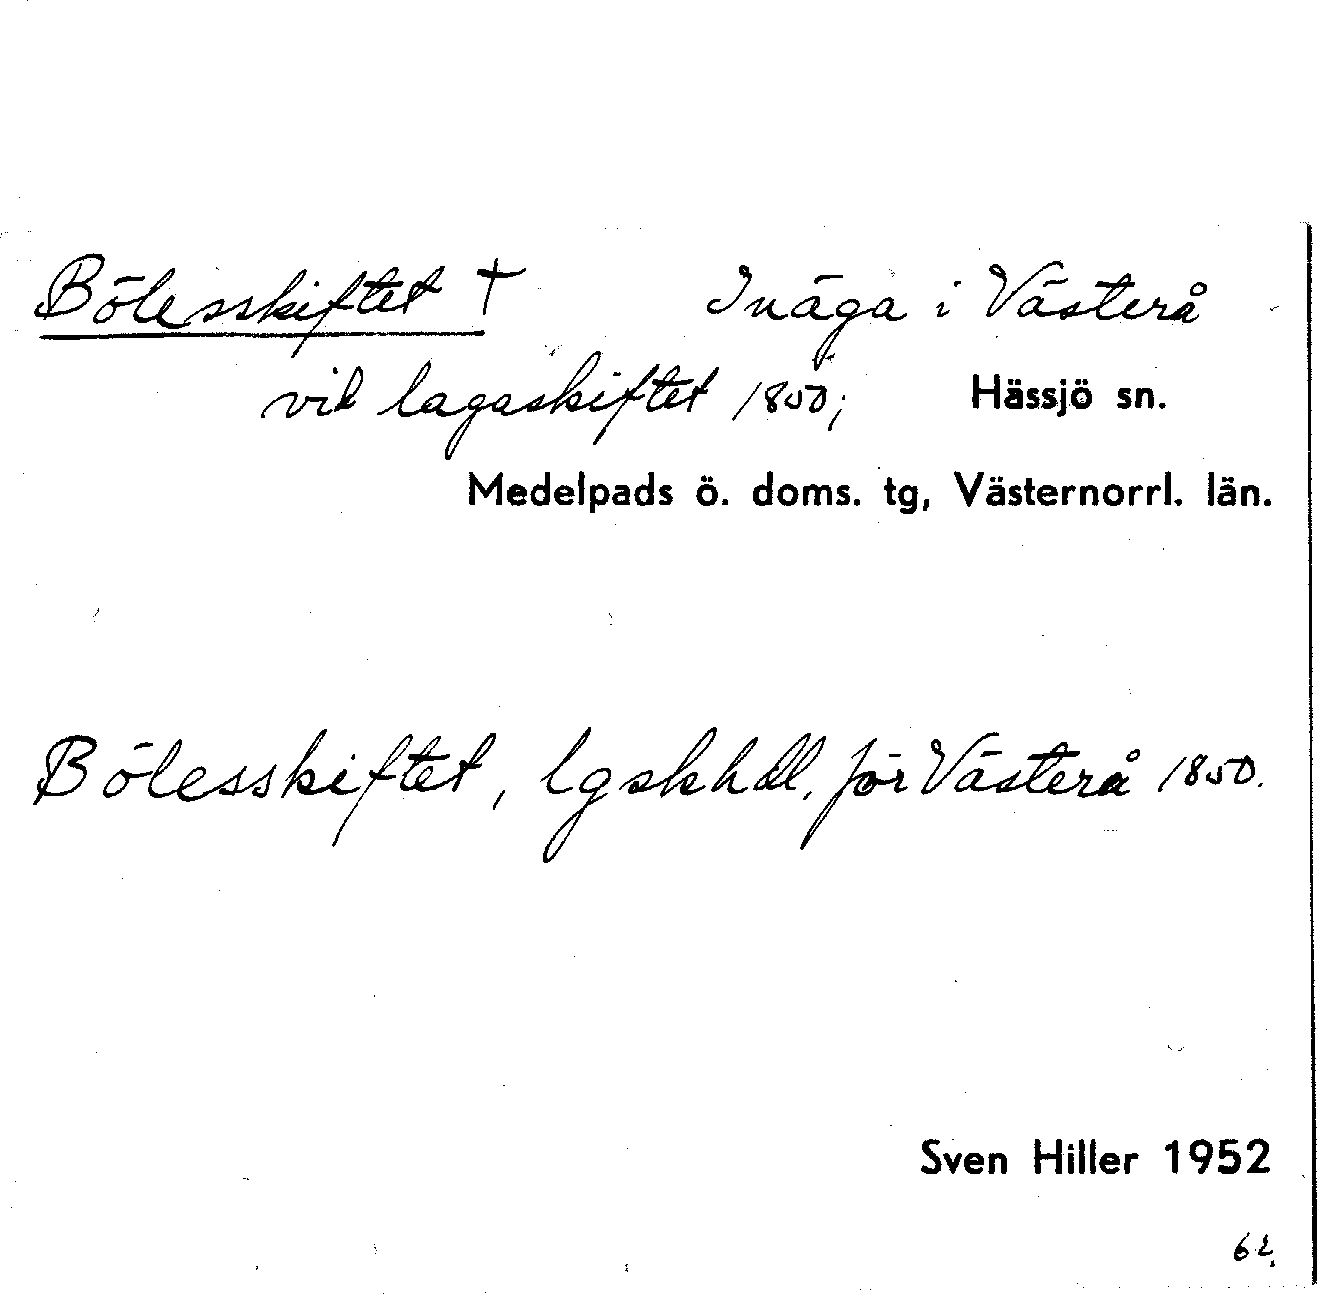 Bölesskiftet † Inäga i Västerå
vid lagaskiftet 1850; Hässjö sn.
Medelpads ö. doms. tg, Västernorrl. län.
Bölesskiftet, lgskhdl. för Västerå 1850.
Sven Hiller 1952
62.